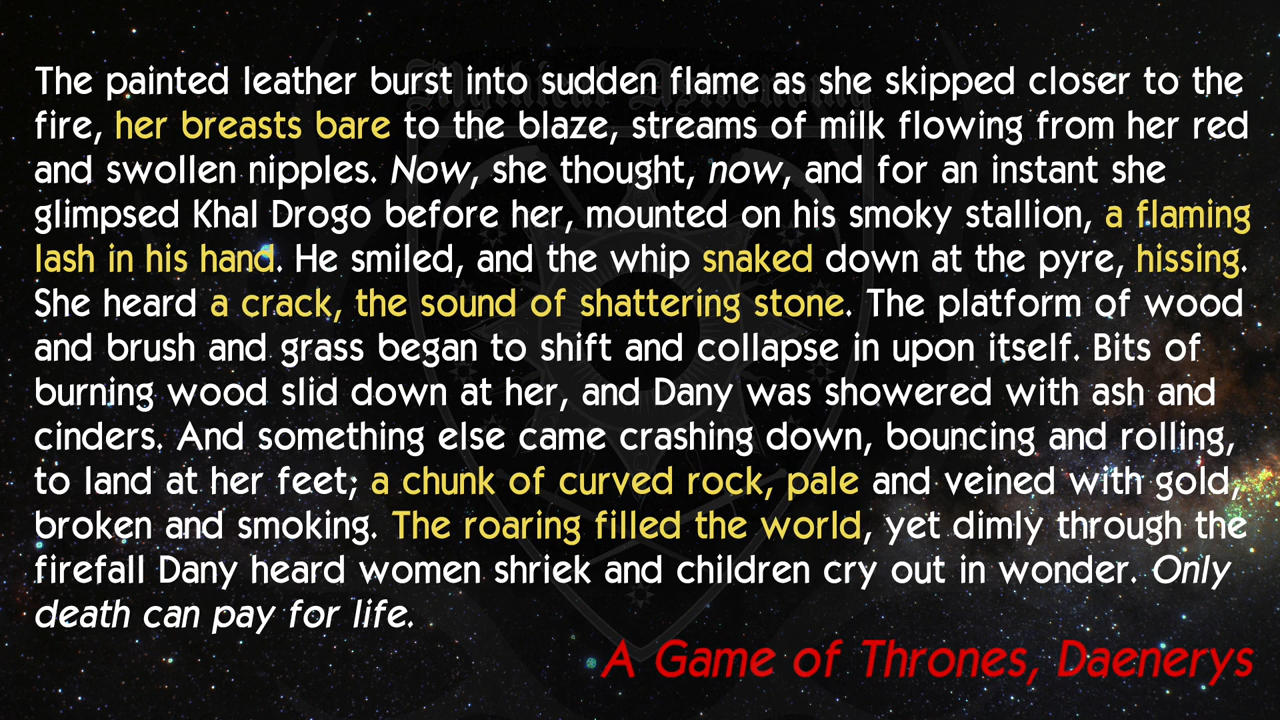 Mythical Astronomy
The painted leather burst into sudden flame as she skipped closer to the
fire, her breasts bare to the blaze, streams of milk flowing from her red
and swollen nipples. Now, she thought, now, and for an instant she
glimpsed Khal Drogo before her, mounted on his smoky stallion, a flaming
lash in his hand. He smiled, and the whip snaked down at the pyre, hissing.
She heard a crack, the sound of shattering stone. The platform of wood
and brush and grass began to shift and collapse in upon itself. Bits of
burning wood slid down at her, and Dany was showered with ash and
cinders. And something else came crashing down, bouncing and rolling,
to land at her feet; a chunk of curved rock, pale and veined with gold,
broken and smoking. The roaring filled the world, yet dimly through the
firefall Dany heard women shriek and children cry out in wonder. Only
death can pay for life.
A Game of Thrones, Daenerys